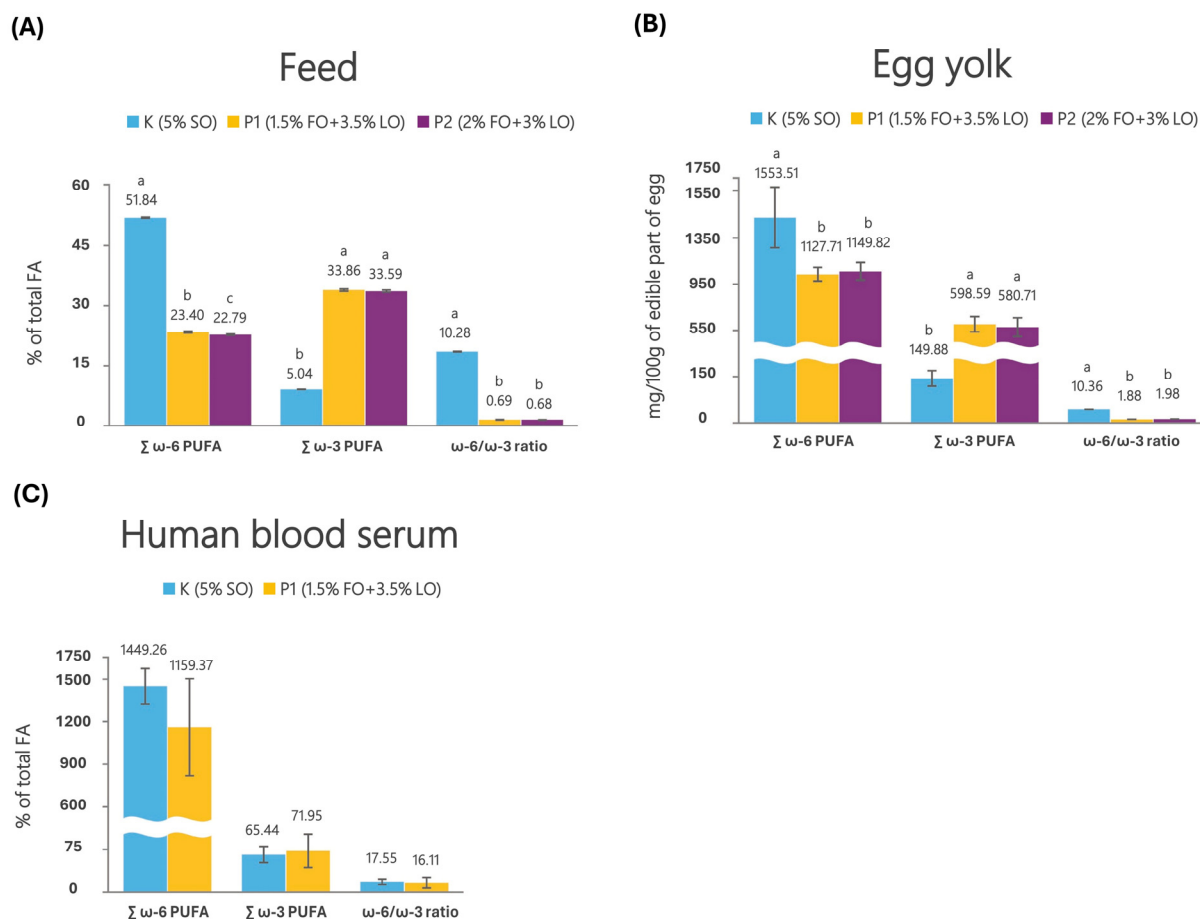 (A)
Feed
K (5% SO) P1 (1.5% FO+3.5% LO) P2 (2% FO+3% LO)
% of total FA
60
45
30
15
0
a
51.84
b
23.40
c
22.79
b
5.04
a
33.86
a
33.59
a
10.28
b
0.69
b
0.68
∑ ω-6 PUFA
∑ ω-3 PUFA
ω-6/ω-3 ratio
(B)
Egg yolk
K (5% SO) P1 (1.5% FO+3.5% LO) P2 (2% FO+3% LO)
mg/100g of edible part of egg
1750
1550
1350
950
550
150
0
a
1553.51
b
1127.71
b
1149.82
b
149.88
a
598.59
a
580.71
a
10.36
b
1.88
b
1.98
∑ ω-6 PUFA
∑ ω-3 PUFA
ω-6/ω-3 ratio
(C)
Human blood serum
K (5% SO) P1 (1.5% FO+3.5% LO)
% of total FA
1750
1500
1200
900
600
75
0
1449.26
1159.37
65.44
71.95
17.55
16.11
∑ ω-6 PUFA
∑ ω-3 PUFA
ω-6/ω-3 ratio